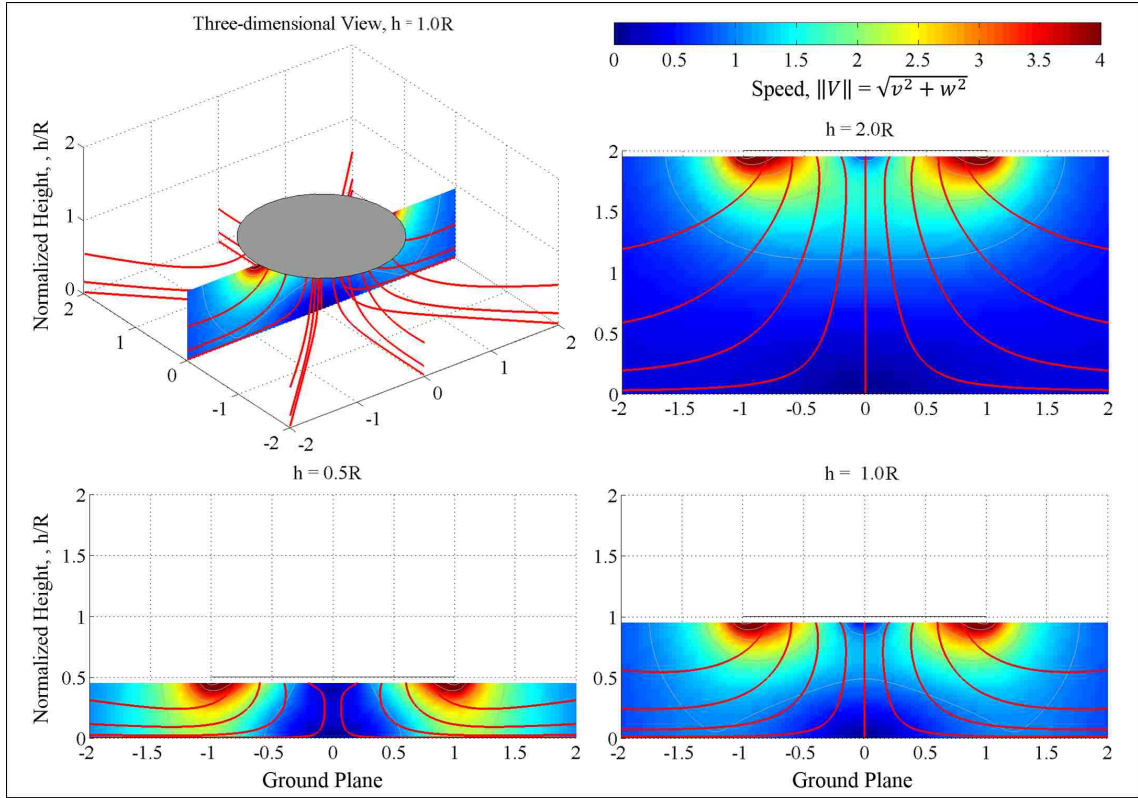 Three-dimensional View, h = 1.0R
0 0.5 1 1.5 2 2.5 3 3.5 4
Speed, ‖V‖ = √v² + w²
Normalized Height, , h/R
2
1
0
2
1
0
-1
-2
-2
-1
0
1
2
h = 2.0R
2
1.5
1
0.5
0
-2 -1.5 -1 -0.5 0 0.5 1 1.5 2
h = 0.5R
Normalized Height, , h/R
2
1.5
1
0.5
0
-2 -1.5 -1 -0.5 0 0.5 1 1.5 2
Ground Plane
h = 1.0R
2
1.5
1
0.5
0
-2 -1.5 -1 -0.5 0 0.5 1 1.5 2
Ground Plane